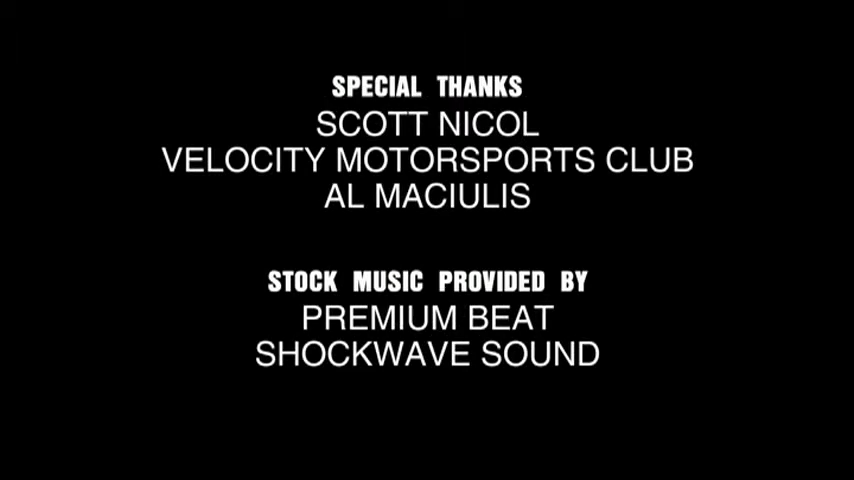 SPECIAL THANKS
SCOTT NICOL
VELOCITY MOTORSPORTS CLUB
AL MACIULIS
STOCK MUSIC PROVIDED BY
PREMIUM BEAT
SHOCKWAVE SOUND